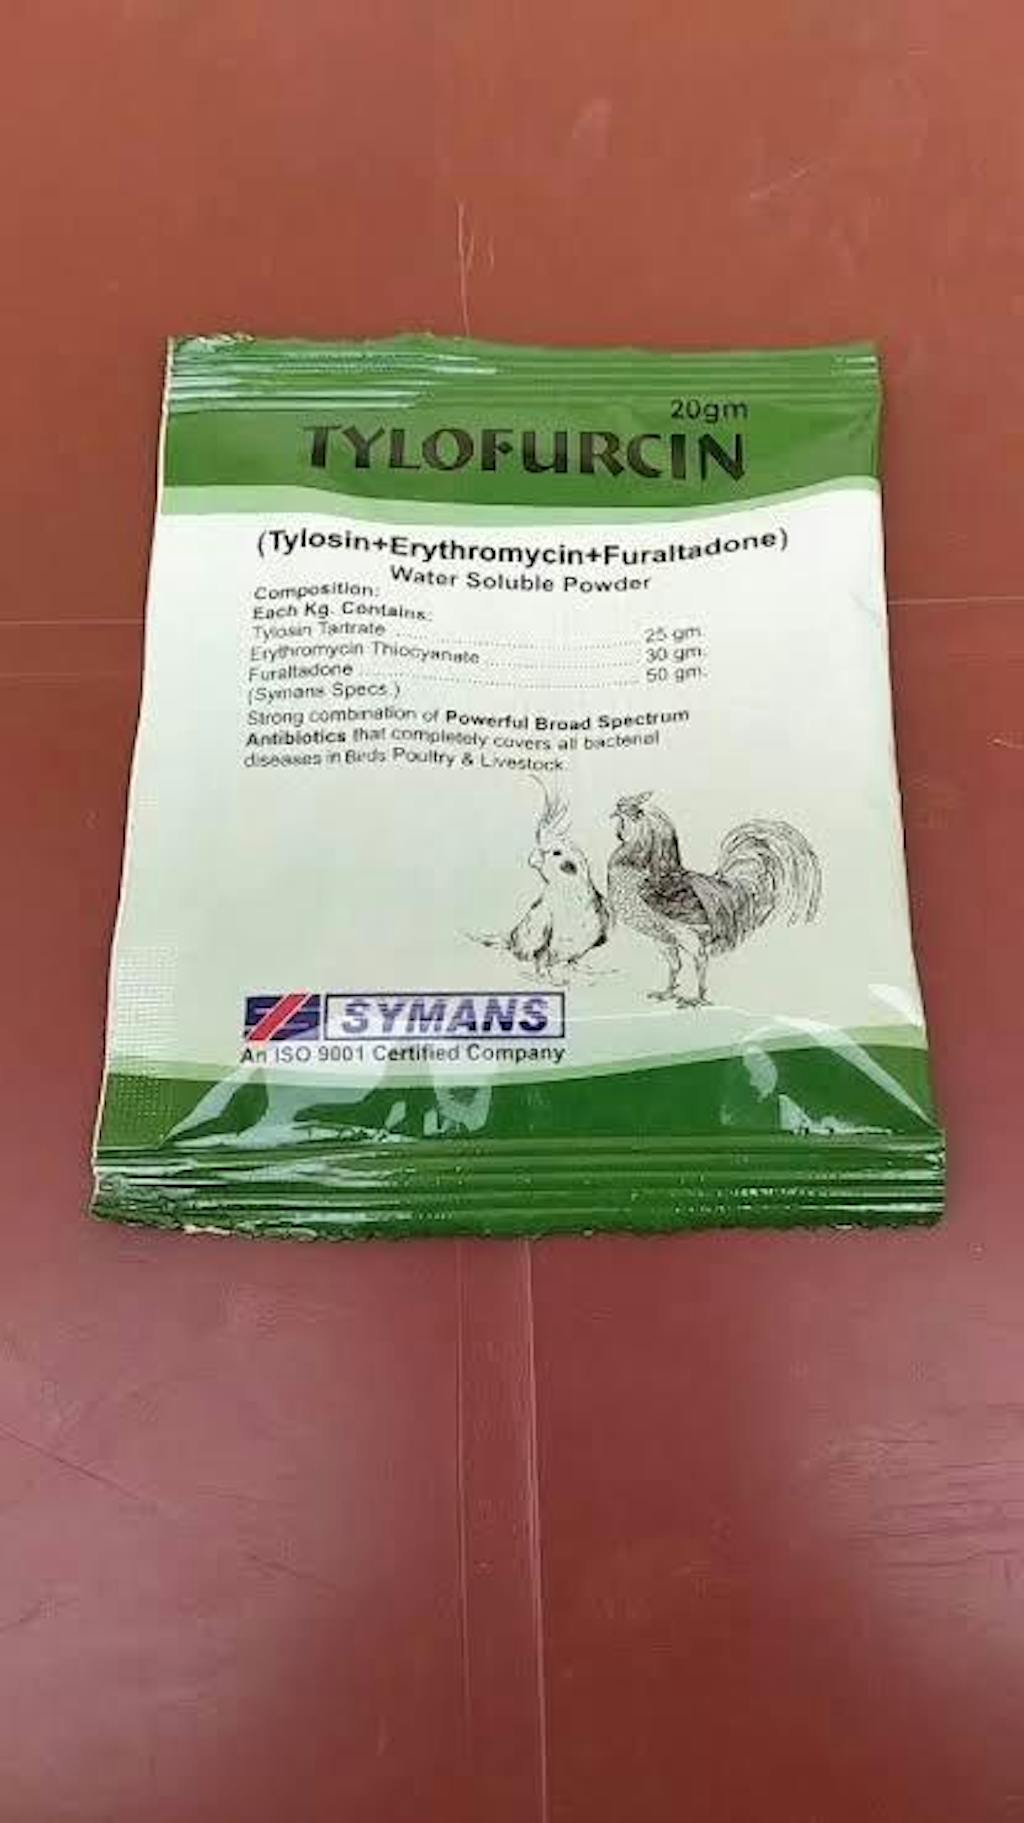 20gm
TYLOFURCIN
(Tylosin+Erythromycin+Furaltadone)
Water Soluble Powder
Composition:
Each Kg. Contains:
Tylosin Tartrate ........................................ 25 gm.
Erythromycin Thiocyanate ........................ 30 gm.
Furaltadone ............................................. 50 gm.
(Symans Specs.)
Strong combination of Powerful Broad Spectrum
Antibiotics that completely covers all bacterial
diseases in Birds Poultry & Livestock.
SYMANS
An ISO 9001 Certified Company